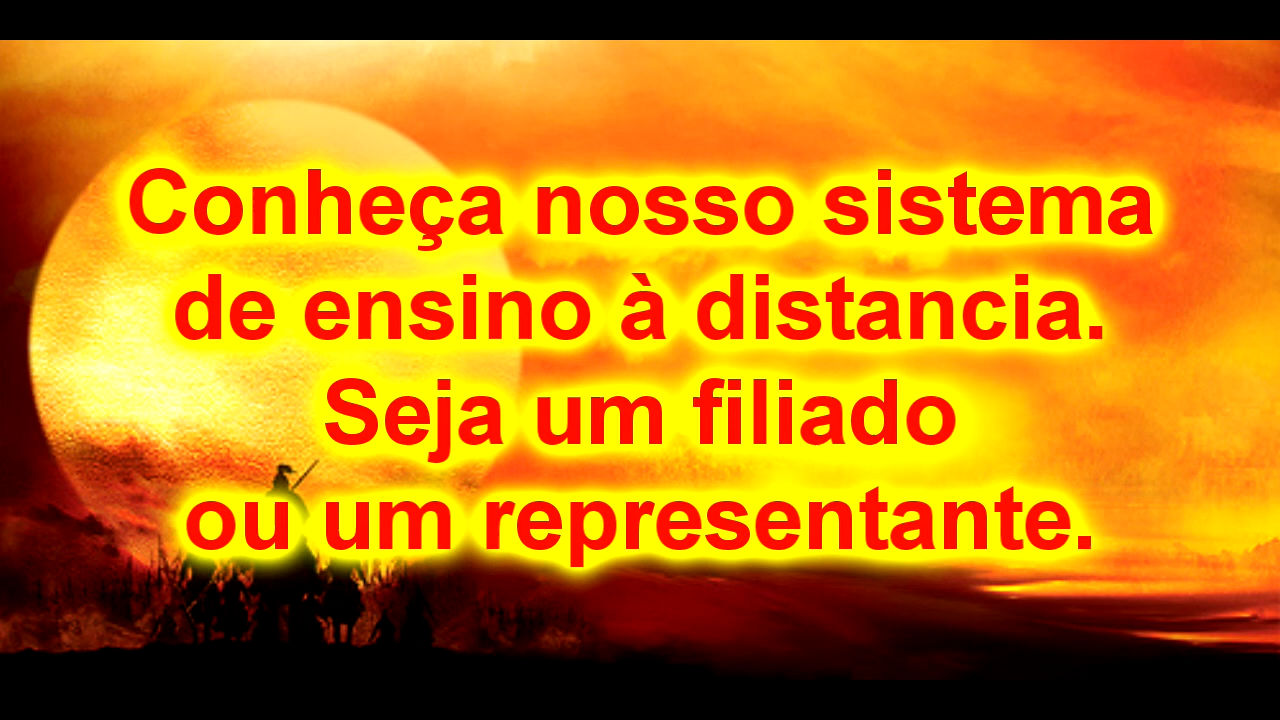 Conheça nosso sistema
de ensino à distancia.
Seja um filiado
ou um representante.